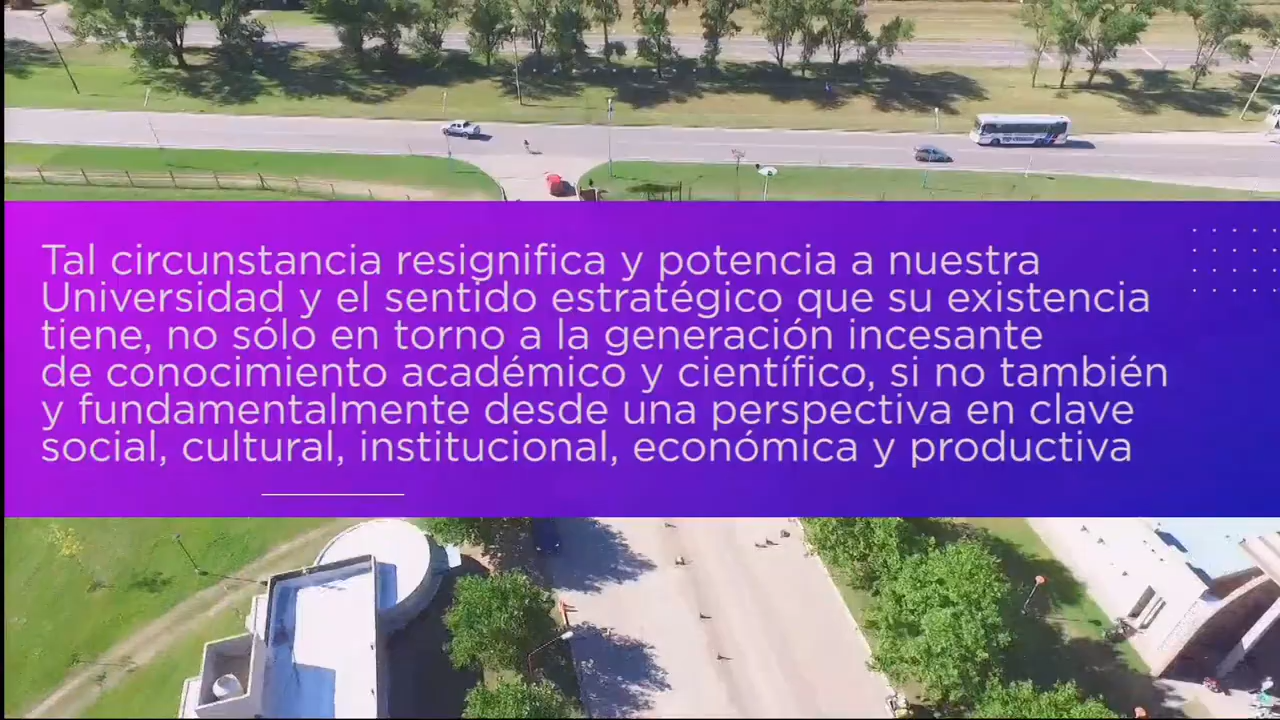 Tal circunstancia resignifica y potencia a nuestra
Universidad y el sentido estratégico que su existencia
tiene, no sólo en torno a la generación incesante
de conocimiento académico y científico, si no también
y fundamentalmente desde una perspectiva en clave
social, cultural, institucional, económica y productiva